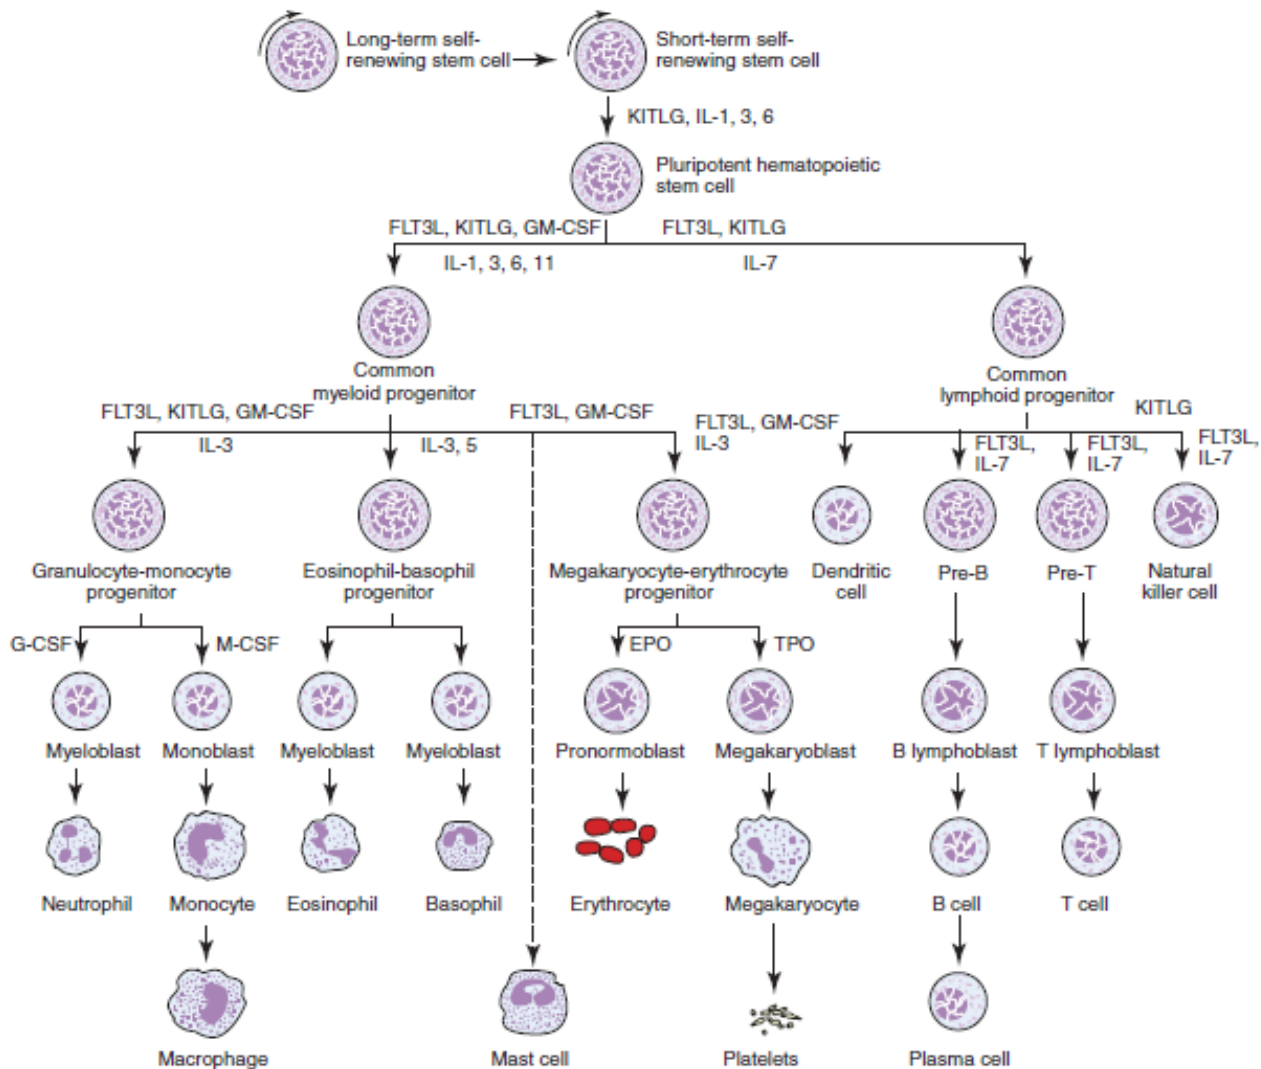 Long-term self-
renewing stem cell
Short-term self-
renewing stem cell
KITLG, IL-1, 3, 6
Pluripotent hematopoietic
stem cell
FLT3L, KITLG, GM-CSF
FLT3L, KITLG
IL-1, 3, 6, 11
IL-7
Common
myeloid progenitor
Common
lymphoid progenitor
FLT3L, KITLG, GM-CSF
IL-3
IL-3, 5
FLT3L, GM-CSF
FLT3L, GM-CSF
IL-3
KITLG
FLT3L,
IL-7
FLT3L,
IL-7
FLT3L,
IL-7
Granulocyte-monocyte
progenitor
Eosinophil-basophil
progenitor
Megakaryocyte-erythrocyte
progenitor
Dendritic
cell
Pre-B
Pre-T
Natural
killer cell
G-CSF
M-CSF
EPO
TPO
Myeloblast
Monoblast
Myeloblast
Myeloblast
Pronormoblast
Megakaryoblast
B lymphoblast
T lymphoblast
Neutrophil
Monocyte
Eosinophil
Basophil
Erythrocyte
Megakaryocyte
B cell
T cell
Macrophage
Mast cell
Platelets
Plasma cell